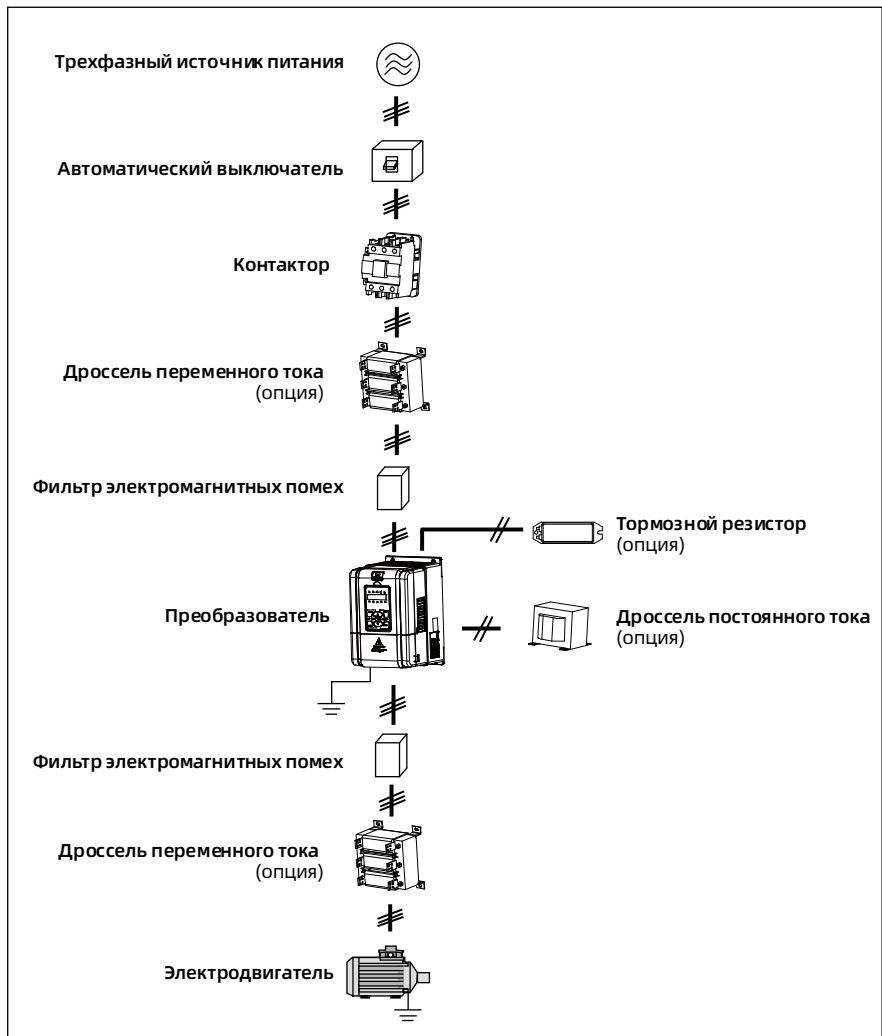 Трехфазный источник питания
Автоматический выключатель
Контактор
Дроссель переменного тока
(опция)
Фильтр электромагнитных помех
Тормозной резистор
(опция)
Преобразователь
Дроссель постоянного тока
(опция)
Фильтр электромагнитных помех
Дроссель переменного тока
(опция)
Электродвигатель